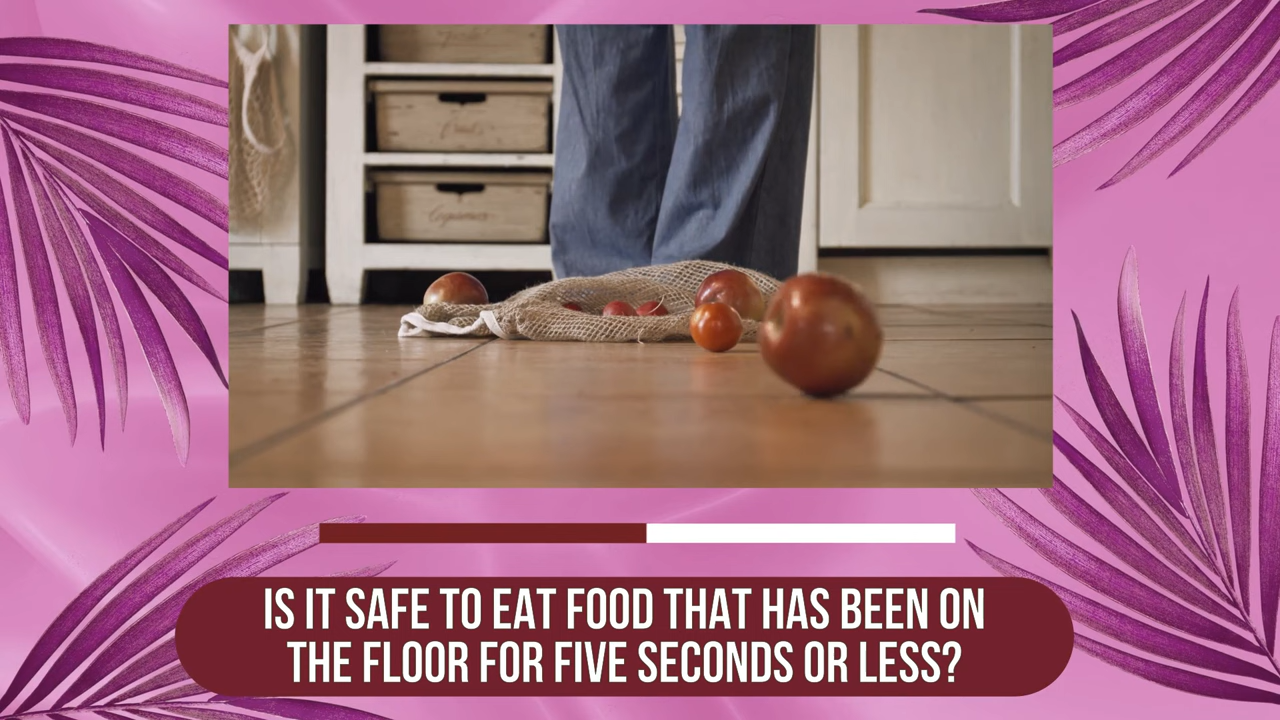 IS IT SAFE TO EAT FOOD THAT HAS BEEN ON
THE FLOOR FOR FIVE SECONDS OR LESS?